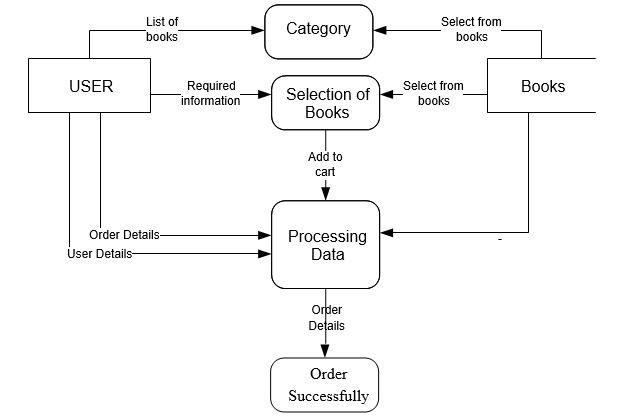 List of
books
Category
Select from
books
USER
Required
information
Selection of
Books
Select from
books
Books
Add to
cart
Order Details
User Details
Processing
Data
-
Order
Details
Order
Successfully